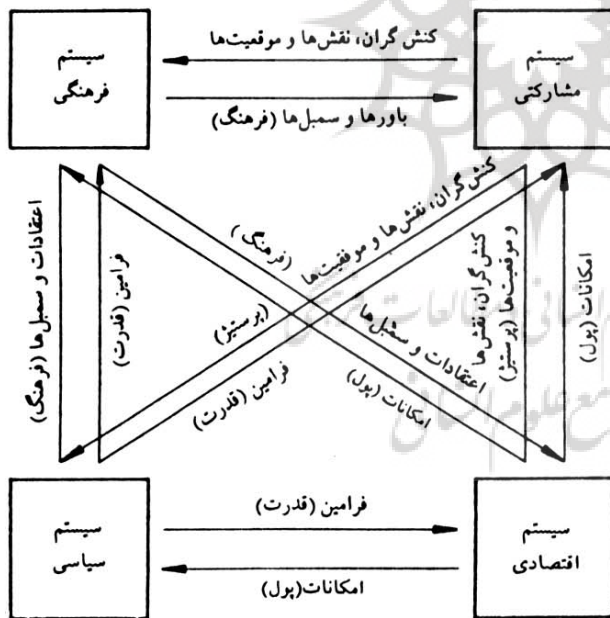 سیستم
مشارکتی
کنش گران، نقش‌ها و موقعیت‌ها
باورها و سمبل‌ها (فرهنگ)
سیستم
فرهنگی
امکانات (پول)
کنش گران، نقش‌ها
و موقعیت‌ها (پرستیژ)
کنش گران، نقش‌ها و موفقیت‌ها
(پرستیژ)
فرامین (قدرت)
(فرهنگ)
اعتقادات و سمبل‌ها
امکانات (پول)
فرامین (قدرت)
اعتقادات و سمبل‌ها (فرهنگ)
سیستم
اقتصادی
فرامین (قدرت)
امکانات(پول)
سیستم
سیاسی